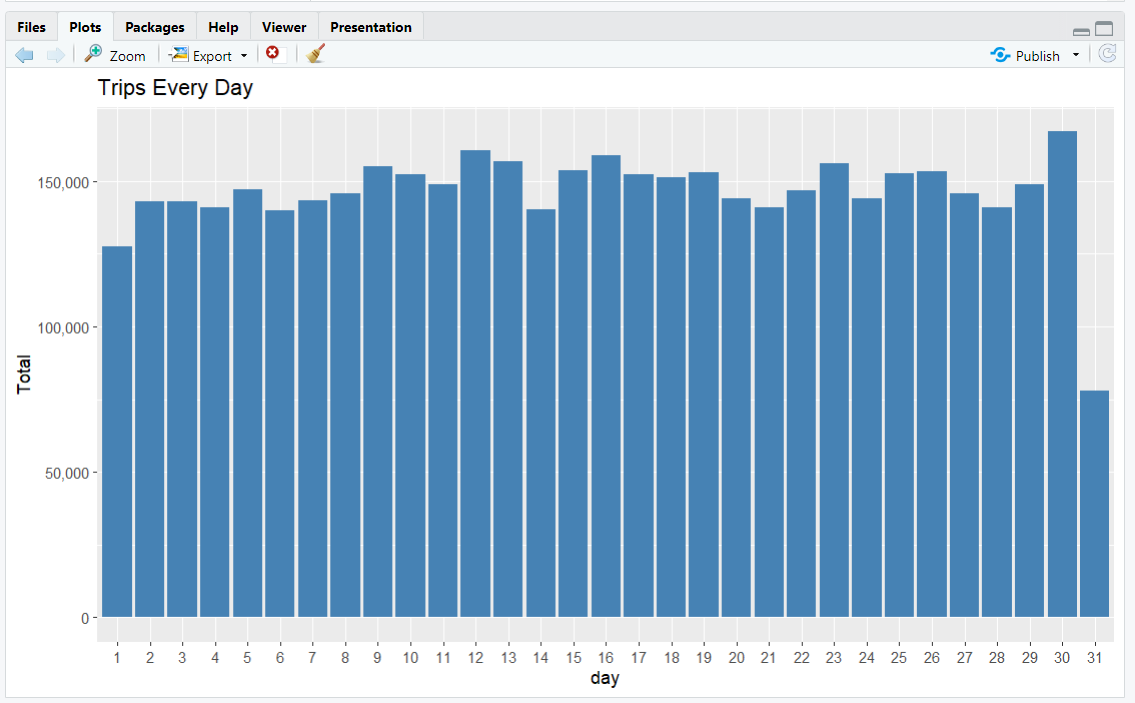 Files Plots Packages Help Viewer Presentation
Zoom Export Publish
Trips Every Day
150,000
100,000
50,000
0
Total
1 2 3 4 5 6 7 8 9 10 11 12 13 14 15 16 17 18 19 20 21 22 23 24 25 26 27 28 29 30 31
day